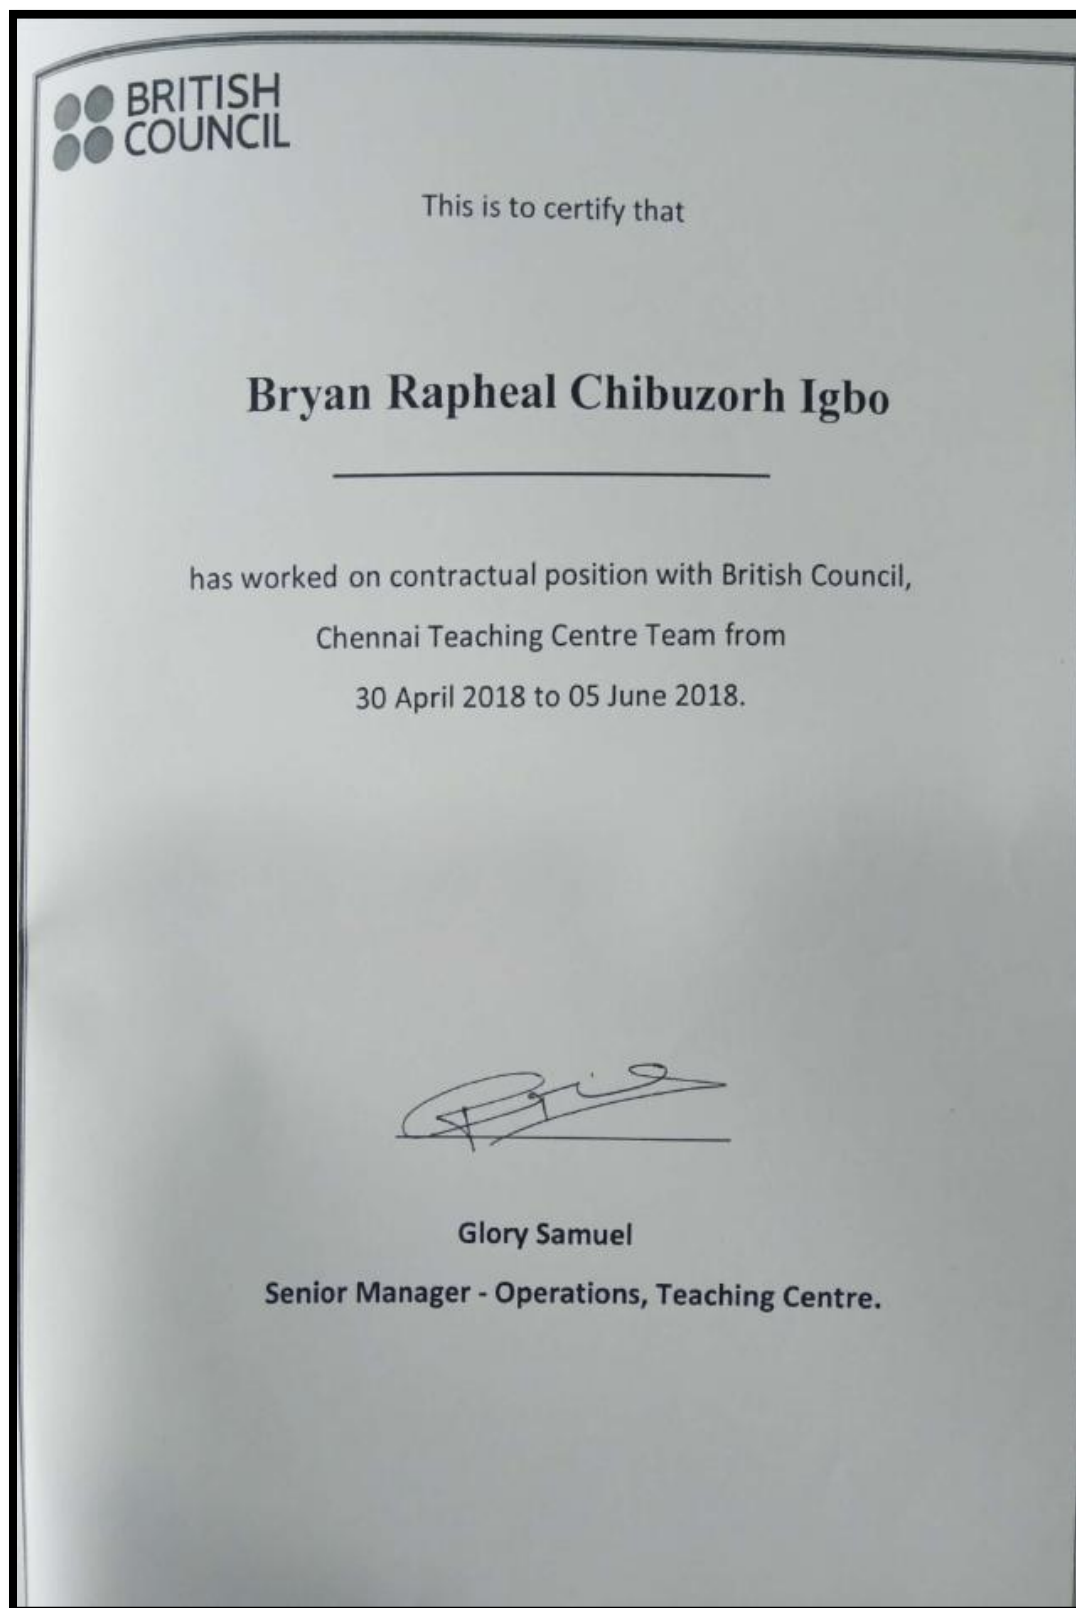 BRITISH
COUNCIL
This is to certify that
Bryan Rapheal Chibuzorh Igbo
has worked on contractual position with British Council,
Chennai Teaching Centre Team from
30 April 2018 to 05 June 2018.
Glory Samuel
Senior Manager - Operations, Teaching Centre.